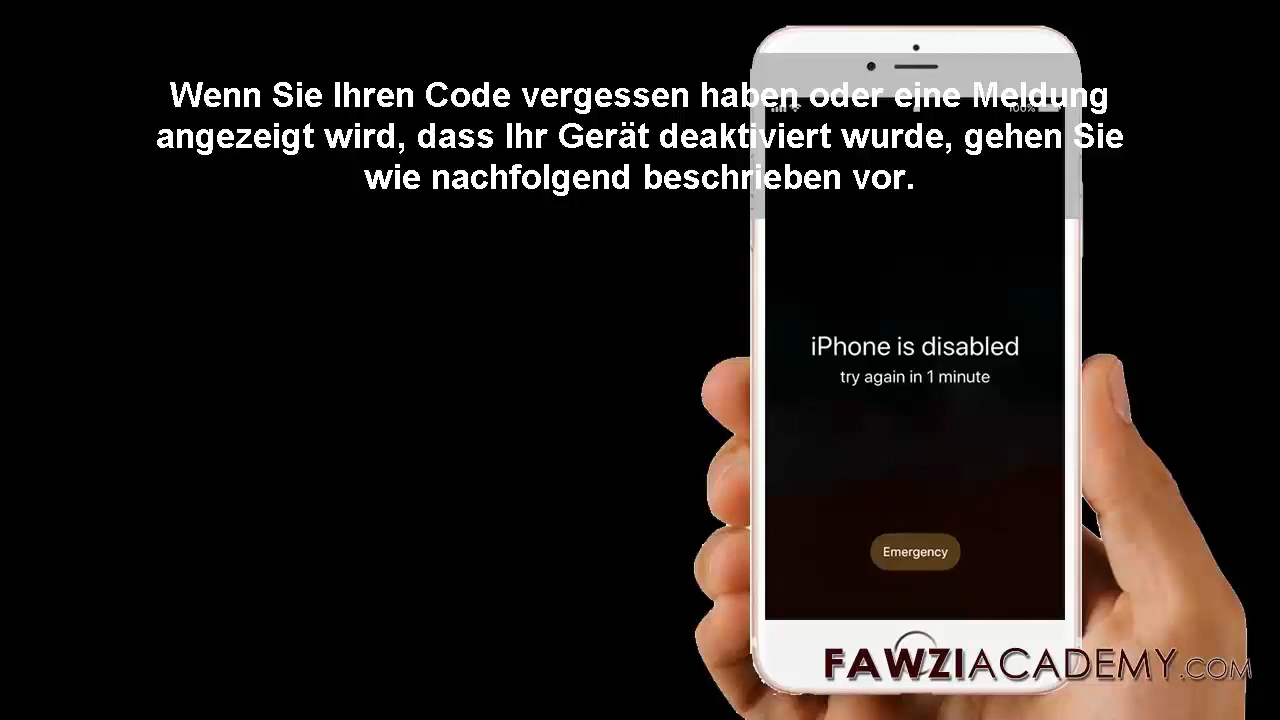 Wenn Sie Ihren Code vergessen haben oder eine Meldung
angezeigt wird, dass Ihr Gerät deaktiviert wurde, gehen Sie
wie nachfolgend beschrieben vor.
100%
iPhone is disabled
try again in 1 minute
Emergency
FAWZIACADEMY.COM